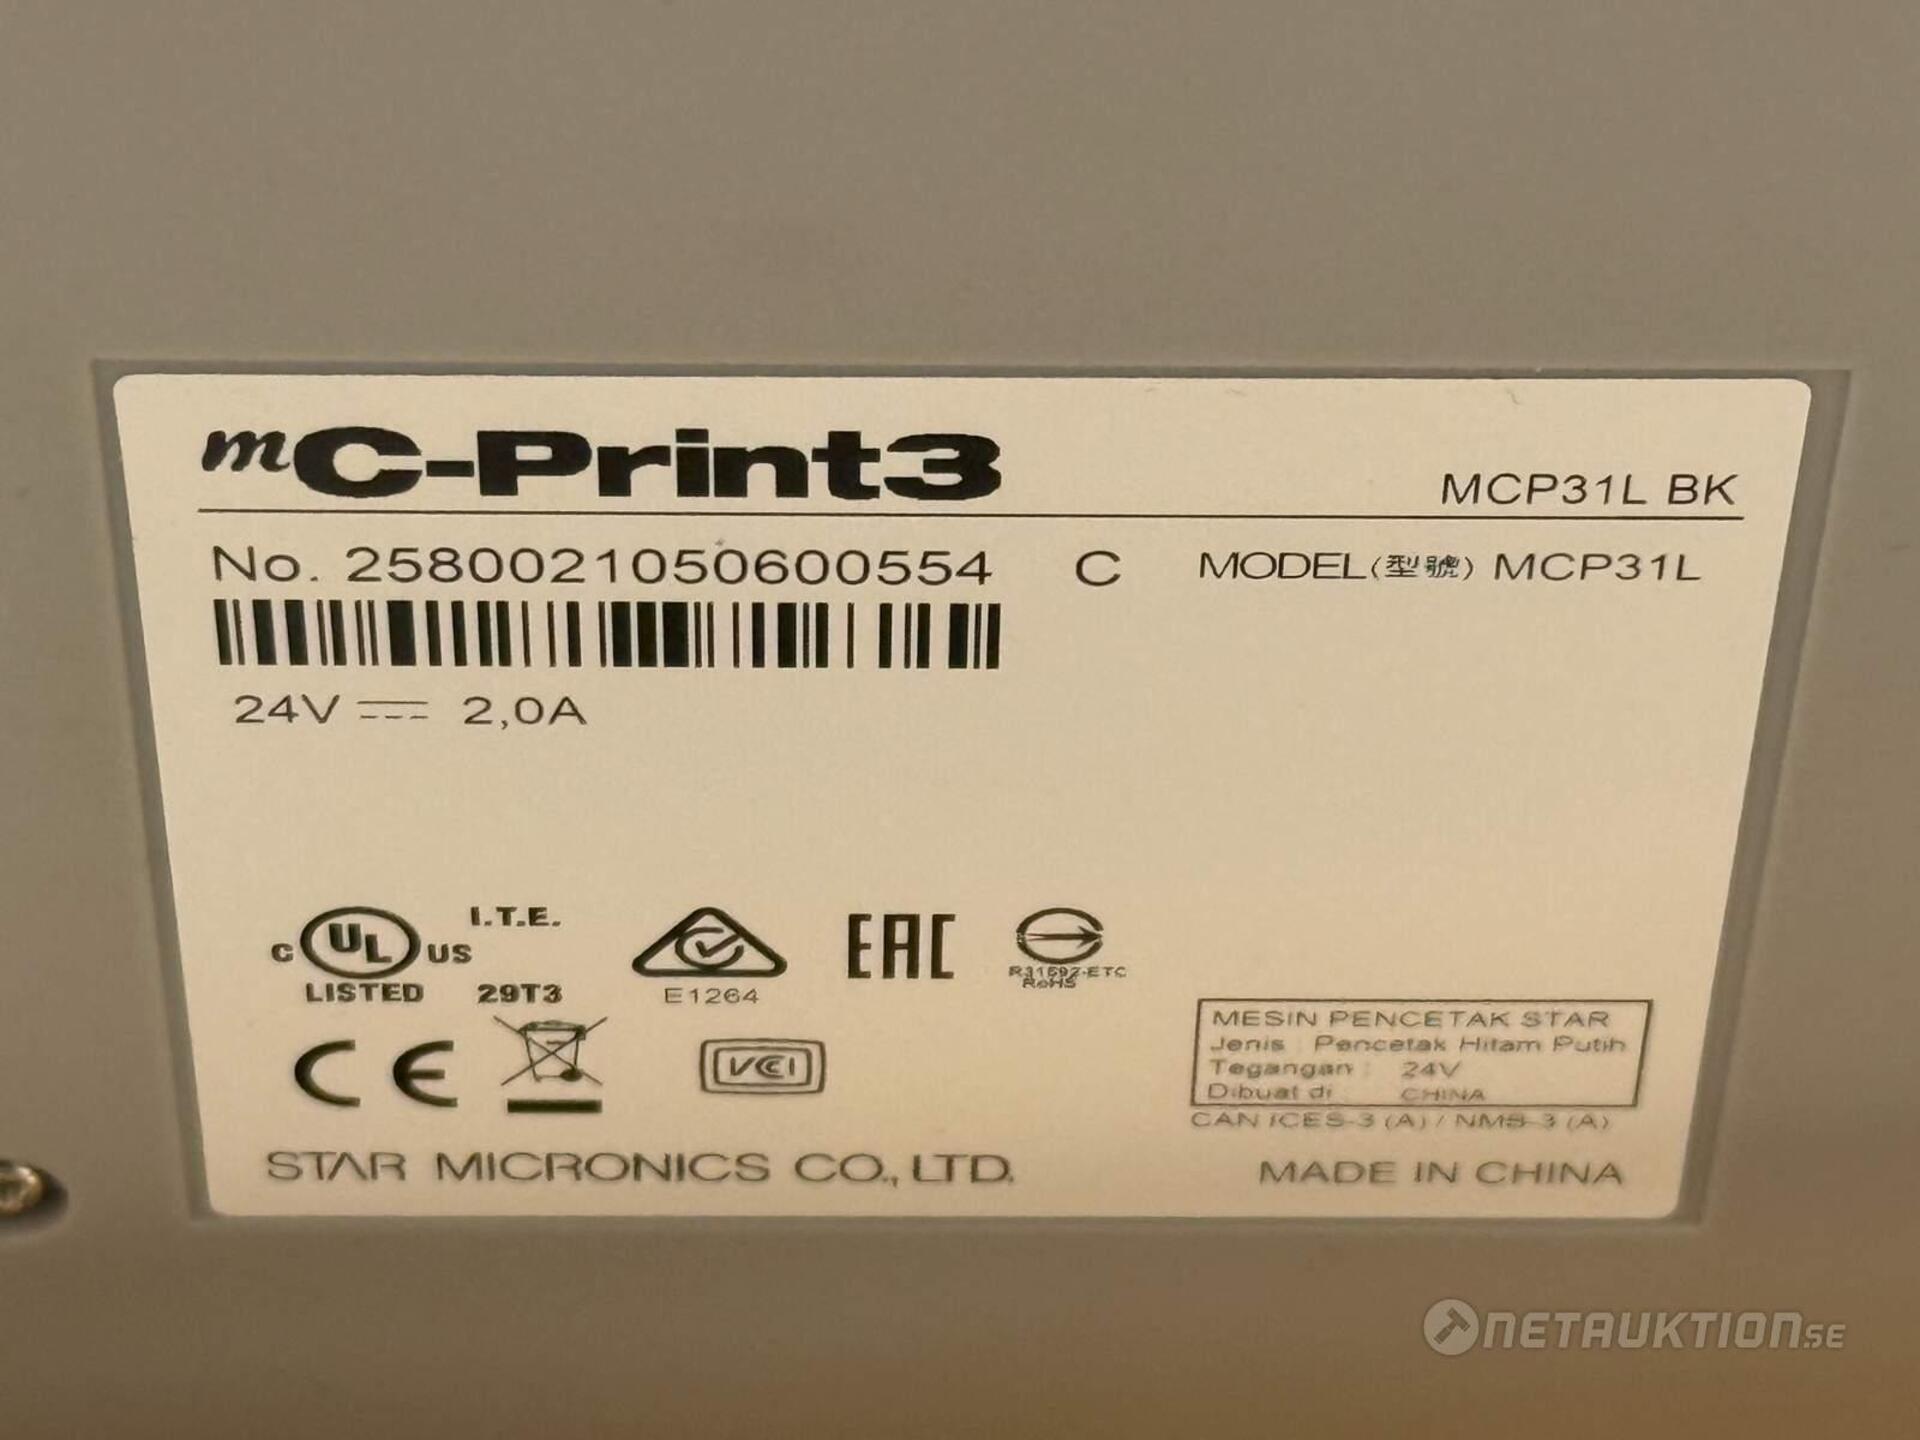 mC-Print3
MCP31L BK
No. 2580021050600554 C MODEL(型號) MCP31L
24V 2,0A
I.T.E.
C UL US
LISTED 29T3
E1264
EAC
R31597-ETC
RoHS
CE
VCCI
MESIN PENCETAK STAR
Jenis : Pencetak Hitam Putih
Tegangan : 24V
Dibuat di : CHINA
CAN ICES-3 (A) / NMB-3 (A)
STAR MICRONICS CO., LTD.
MADE IN CHINA
NETAUKTION.SE